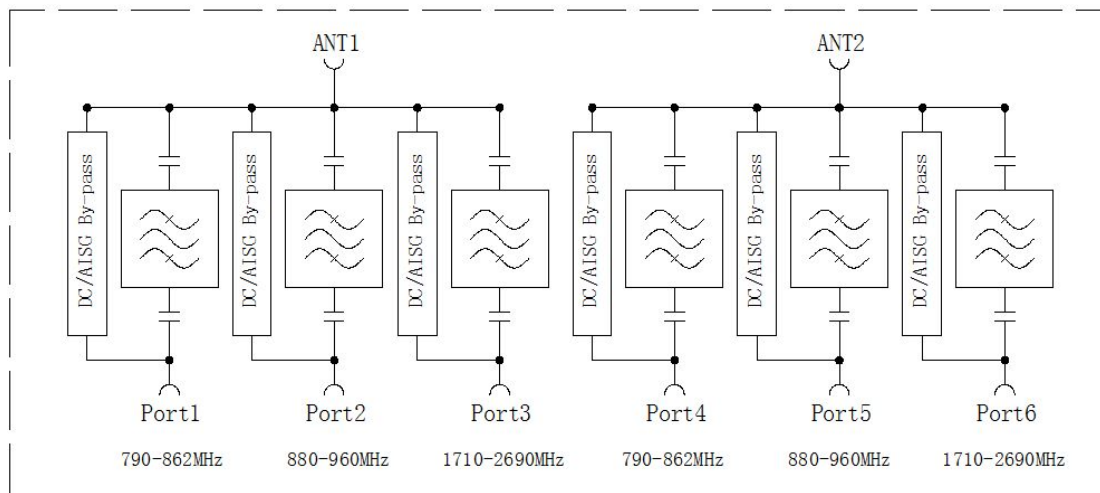 ANT1
ANT2
DC/AISG By-pass
DC/AISG By-pass
DC/AISG By-pass
DC/AISG By-pass
DC/AISG By-pass
DC/AISG By-pass
Port1 Port2 Port3 Port4 Port5 Port6
790-862MHz 880-960MHz 1710-2690MHz 790-862MHz 880-960MHz 1710-2690MHz